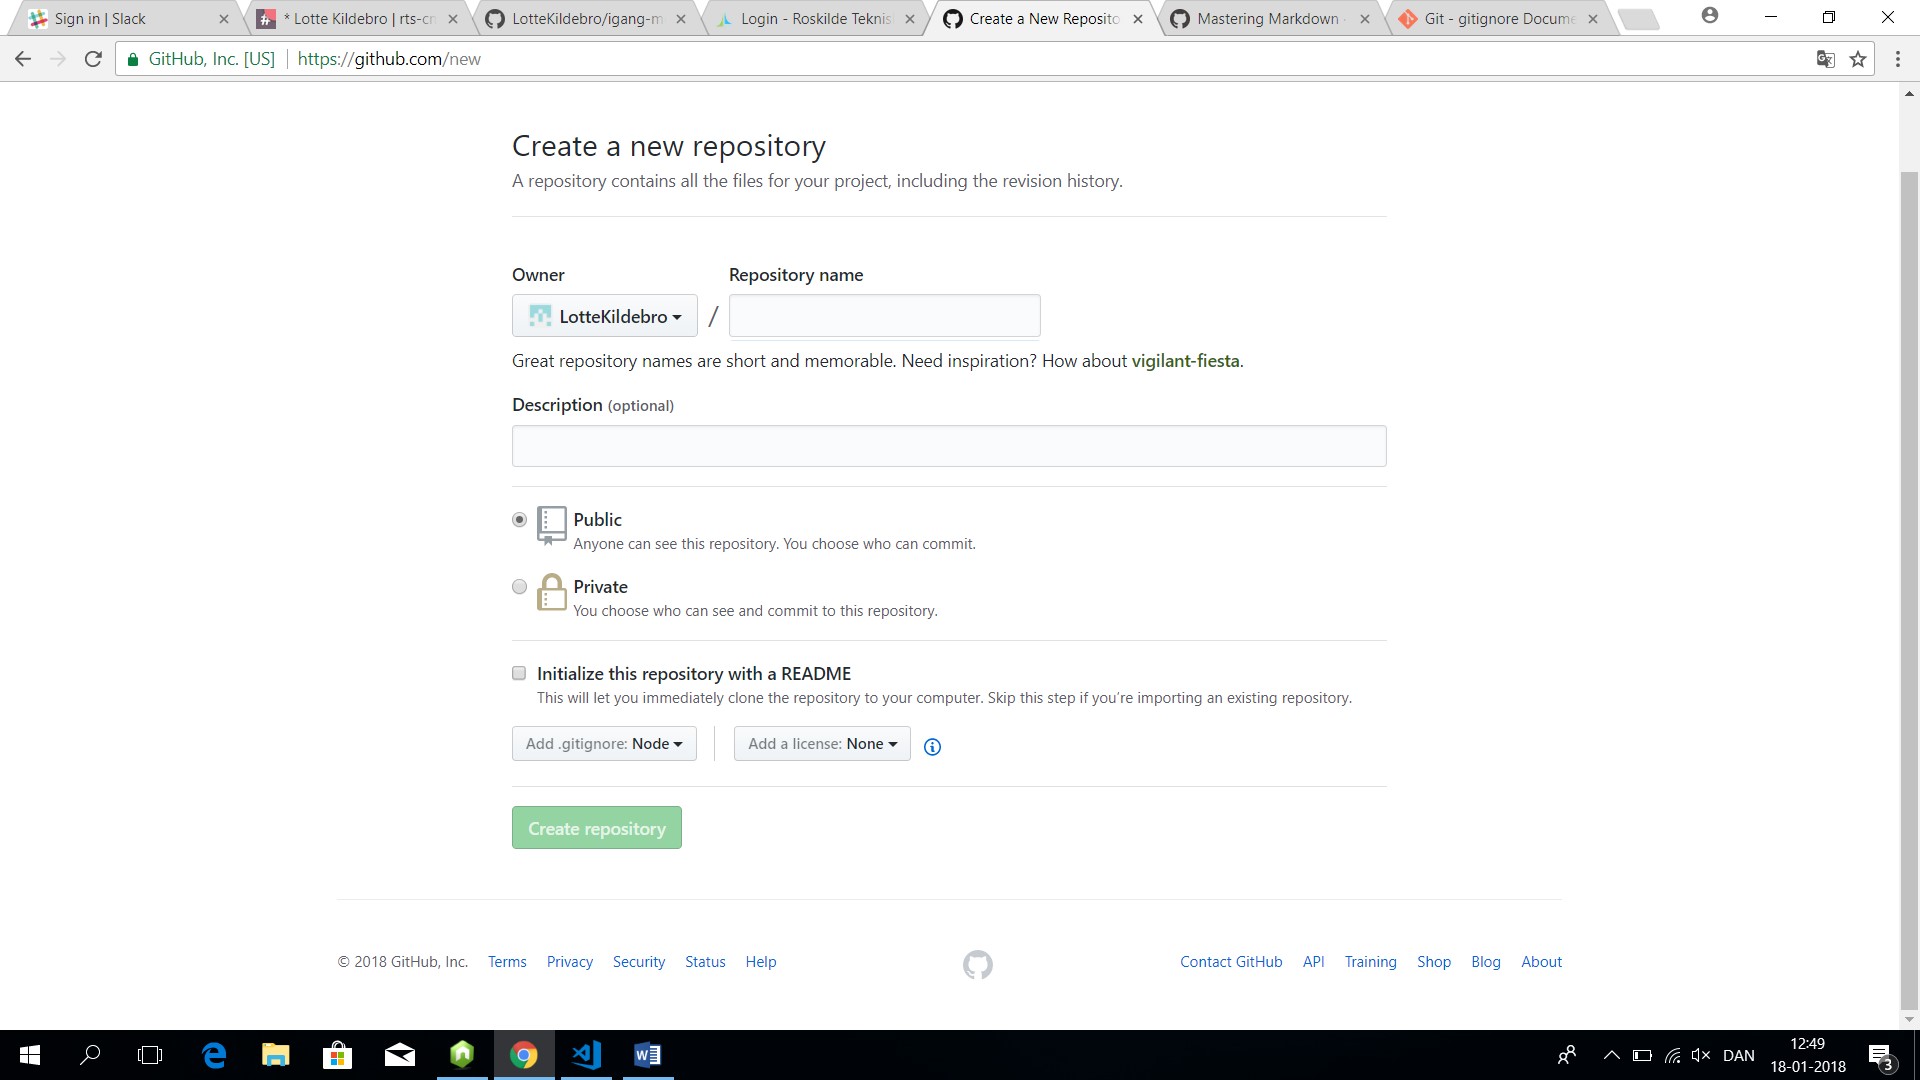 Sign in | Slack
* Lotte Kildebro | rts-cm
LotteKildebro/igang-m
Login - Roskilde Teknis
Create a New Reposito
Mastering Markdown
Git - gitignore Docume
GitHub, Inc. [US] https://github.com/new
Create a new repository
A repository contains all the files for your project, including the revision history.
Owner Repository name
LotteKildebro /
Great repository names are short and memorable. Need inspiration? How about vigilant-fiesta.
Description (optional)
Public
Anyone can see this repository. You choose who can commit.
Private
You choose who can see and commit to this repository.
Initialize this repository with a README
This will let you immediately clone the repository to your computer. Skip this step if you’re importing an existing repository.
Add .gitignore: Node Add a license: None
Create repository
© 2018 GitHub, Inc. Terms Privacy Security Status Help Contact GitHub API Training Shop Blog About
DAN
12:49
18-01-2018
3